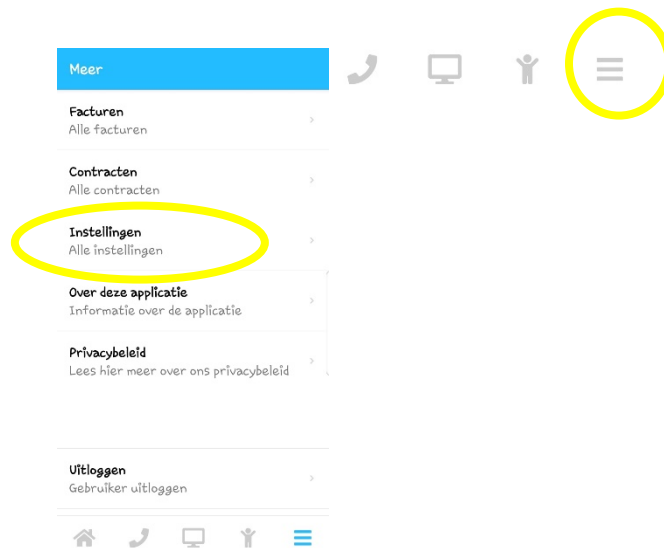 Meer
Facturen
Alle facturen
Contracten
Alle contracten
Instellingen
Alle instellingen
Over deze applicatie
Informatie over de applicatie
Privacybeleid
Lees hier meer over ons privacybeleid
Uitloggen
Gebruiker uitloggen